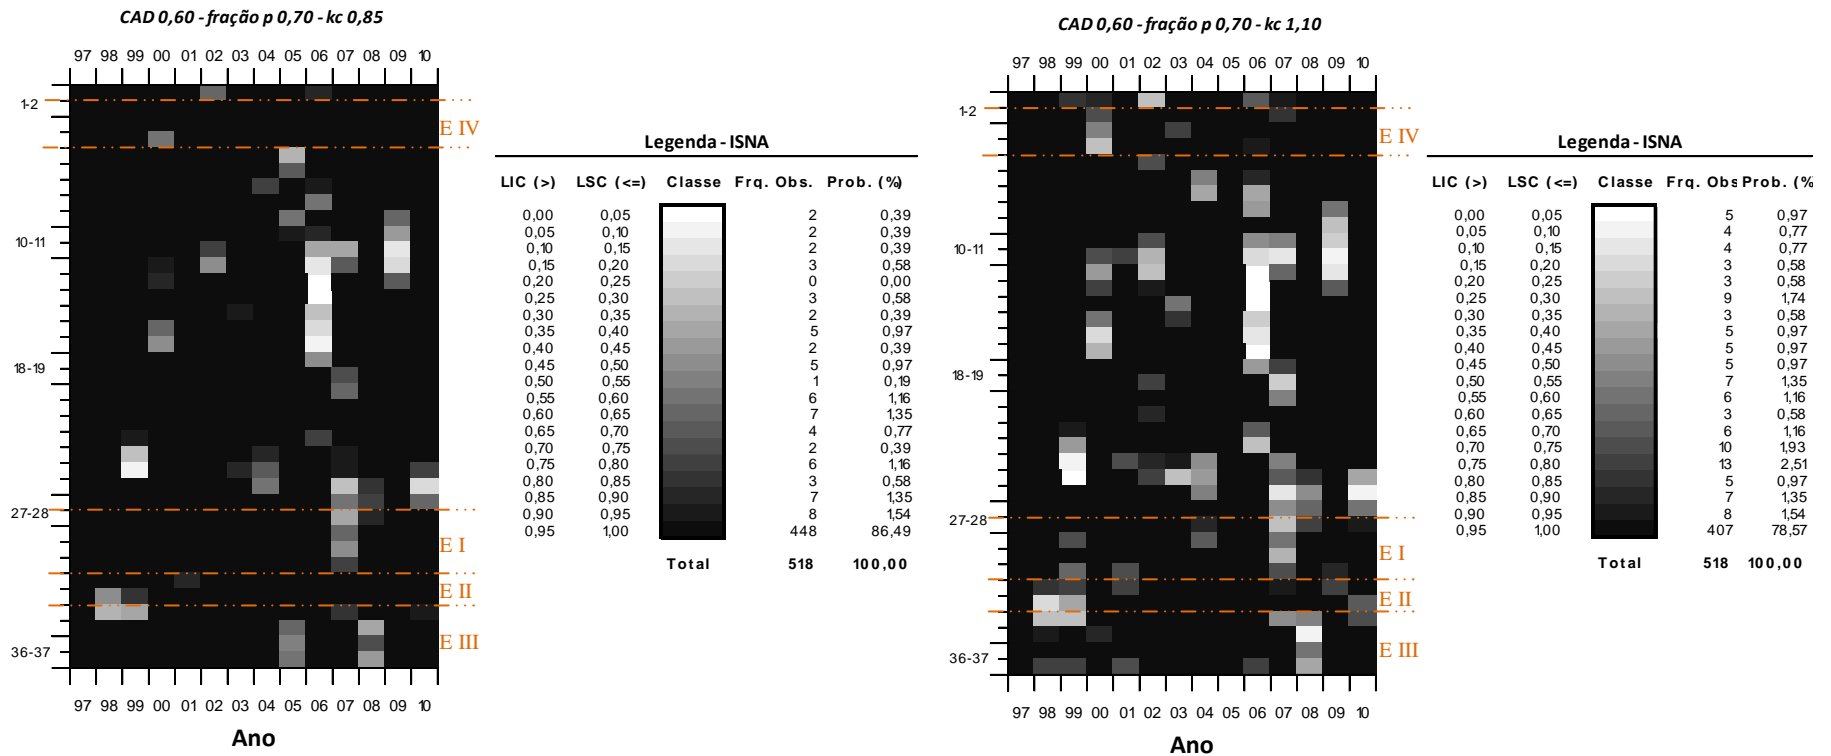 CAD 0,60 - fração p 0,70 - kc 0,85
97 98 99 00 01 02 03 04 05 06 07 08 09 10
1-2
10-11
18-19
27-28
36-37
E IV
E I
E II
E III
97 98 99 00 01 02 03 04 05 06 07 08 09 10
Ano
Legenda - ISNA
LIC (>) LSC (<=) Classe Frq. Obs. Prob. (%)
0,00 0,05 2 0,39
0,05 0,10 2 0,39
0,10 0,15 2 0,39
0,15 0,20 3 0,58
0,20 0,25 0 0,00
0,25 0,30 3 0,58
0,30 0,35 2 0,39
0,35 0,40 5 0,97
0,40 0,45 2 0,39
0,45 0,50 5 0,97
0,50 0,55 1 0,19
0,55 0,60 6 1,16
0,60 0,65 7 1,35
0,65 0,70 4 0,77
0,70 0,75 2 0,39
0,75 0,80 6 1,16
0,80 0,85 3 0,58
0,85 0,90 7 1,35
0,90 0,95 8 1,54
0,95 1,00 448 86,49
Total 518 100,00
CAD 0,60 - fração p 0,70 - kc 1,10
97 98 99 00 01 02 03 04 05 06 07 08 09 10
1-2
10-11
18-19
27-28
36-37
E IV
E I
E II
E III
97 98 99 00 01 02 03 04 05 06 07 08 09 10
Ano
Legenda - ISNA
LIC (>) LSC (<=) Classe Frq. Obs Prob. (%
0,00 0,05 5 0,97
0,05 0,10 4 0,77
0,10 0,15 4 0,77
0,15 0,20 3 0,58
0,20 0,25 3 0,58
0,25 0,30 9 1,74
0,30 0,35 3 0,58
0,35 0,40 5 0,97
0,40 0,45 5 0,97
0,45 0,50 5 0,97
0,50 0,55 7 1,35
0,55 0,60 6 1,16
0,60 0,65 3 0,58
0,65 0,70 6 1,16
0,70 0,75 10 1,93
0,75 0,80 13 2,51
0,80 0,85 5 0,97
0,85 0,90 7 1,35
0,90 0,95 8 1,54
0,95 1,00 407 78,57
Total 518 100,00